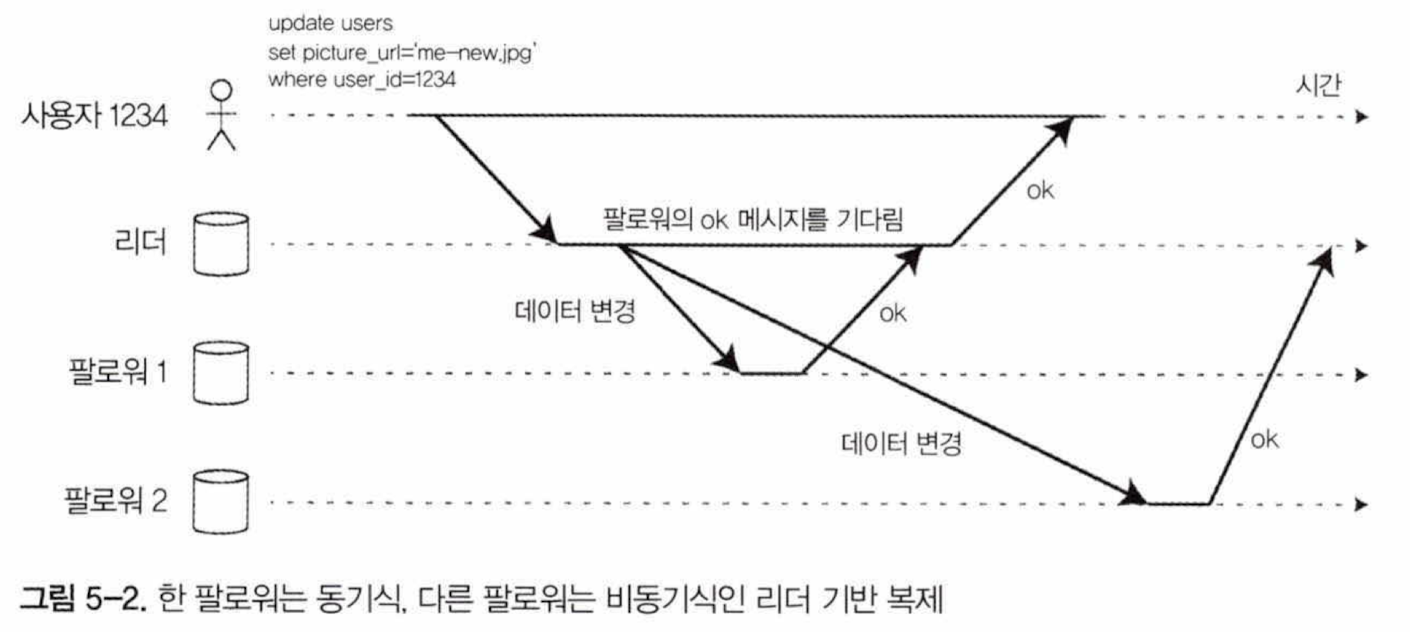 update users
set picture_url='me-new.jpg'
where user_id=1234
시간
사용자 1234
ok
팔로워의 ok 메시지를 기다림
리더
데이터 변경
ok
팔로워 1
데이터 변경
ok
팔로워 2
그림 5-2. 한 팔로워는 동기식, 다른 팔로워는 비동기식인 리더 기반 복제